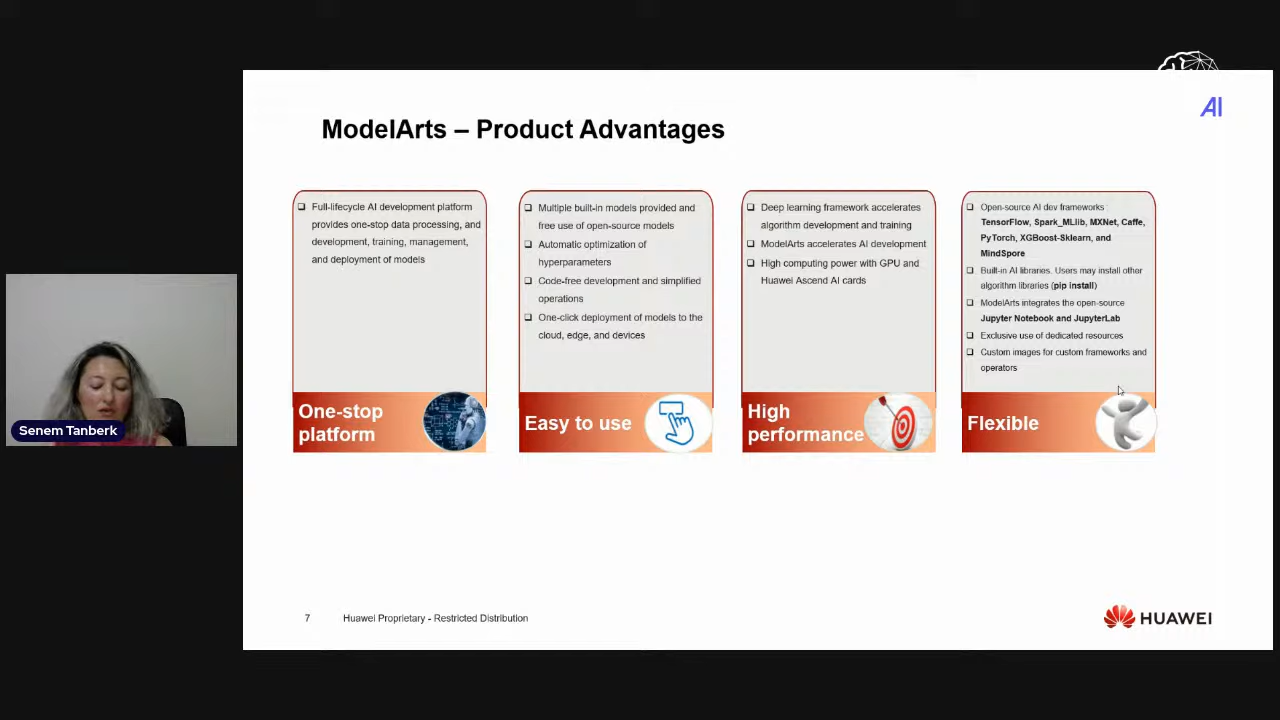 AI
ModelArts – Product Advantages
Full-lifecycle AI development platform
provides one-stop data processing, and
development, training, management,
and deployment of models
One-stop
platform
Multiple built-in models provided and
free use of open-source models
Automatic optimization of
hyperparameters
Code-free development and simplified
operations
One-click deployment of models to the
cloud, edge, and devices
Easy to use
Deep learning framework accelerates
algorithm development and training
ModelArts accelerates AI development
High computing power with GPU and
Huawei Ascend AI cards
High
performance
Open-source AI dev frameworks :
TensorFlow, Spark_MLlib, MXNet, Caffe,
PyTorch, XGBoost-Sklearn, and
MindSpore
Built-in AI libraries. Users may install other
algorithm libraries (pip install)
ModelArts integrates the open-source
Jupyter Notebook and JupyterLab
Exclusive use of dedicated resources
Custom images for custom frameworks and
operators
Flexible
Senem Tanberk
7
Huawei Proprietary - Restricted Distribution
HUAWEI